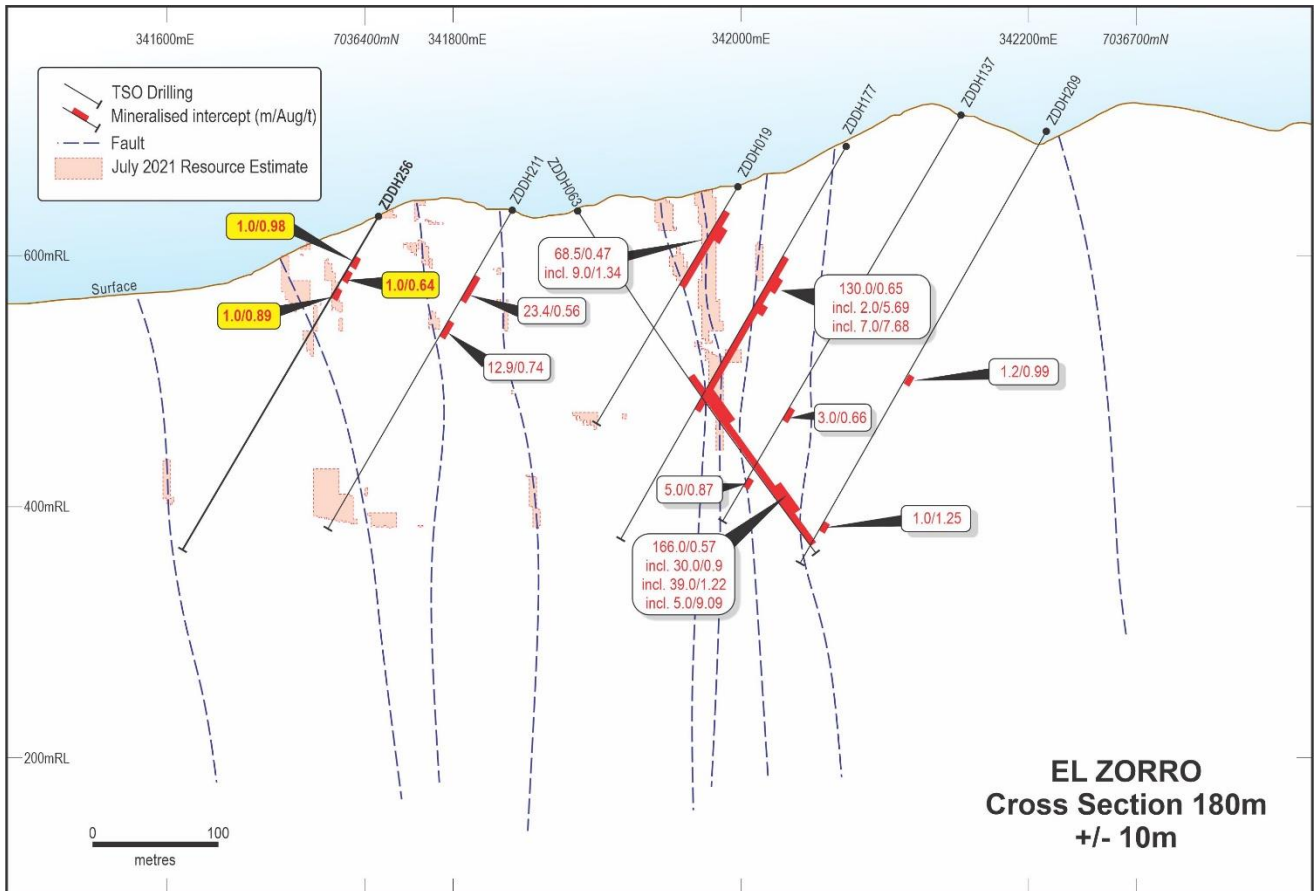 341600mE
7036400mN
341800mE
342000mE
342200mE
7036700mN
TSO Drilling
Mineralised intercept (m/Aug/t)
Fault
July 2021 Resource Estimate
ZDDH256
ZDDH211
ZDDH063
ZDDH019
ZDDH177
ZDDH137
ZDDH209
1.0/0.98
1.0/0.64
1.0/0.89
23.4/0.56
12.9/0.74
68.5/0.47
incl. 9.0/1.34
130.0/0.65
incl. 2.0/5.69
incl. 7.0/7.68
1.2/0.99
3.0/0.66
5.0/0.87
1.0/1.25
166.0/0.57
incl. 30.0/0.9
incl. 39.0/1.22
incl. 5.0/9.09
600mRL
Surface
400mRL
200mRL
0 100
metres
EL ZORRO
Cross Section 180m
+/- 10m